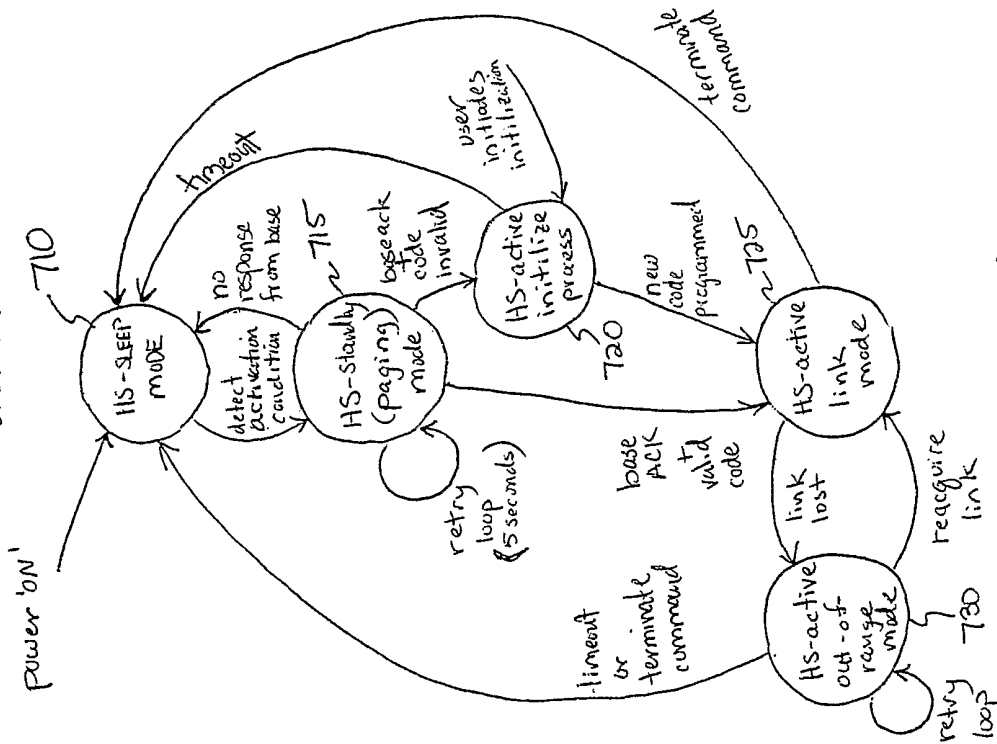 power 'ON'
710
HS-SLEEP
MODE
timeout
terminate
command
no
response
from base
detect
activation
condition
715
HS-standby
(paging)
mode
retry
loop
(5 seconds)
base ack
+
code
invalid
user
initiates
initilization
HS-active
initilize
process
720
new
code
programmed
base
ACK
+
valid
code
725
HS-active
link
mode
link
lost
reacquire
link
timeout
or
terminate
command
HS-active
out-of-
range
mode
730
retry
loop